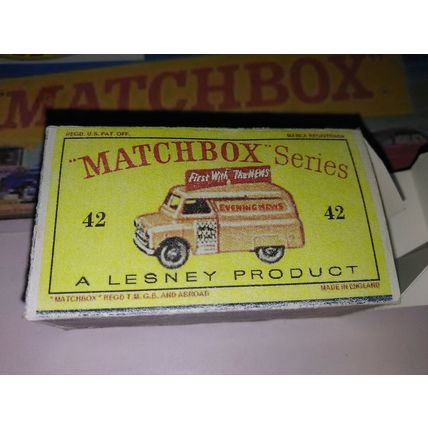 "MATCHBOX"
REGD. U.S. PAT. OFF. MARCA REGISTRADA
"MATCHBOX" Series
First With The NEWS
EVENING NEWS
42 42
A LESNEY PRODUCT
"MATCHBOX" REGD T.M. G.B. AND ABROAD MADE IN ENGLAND